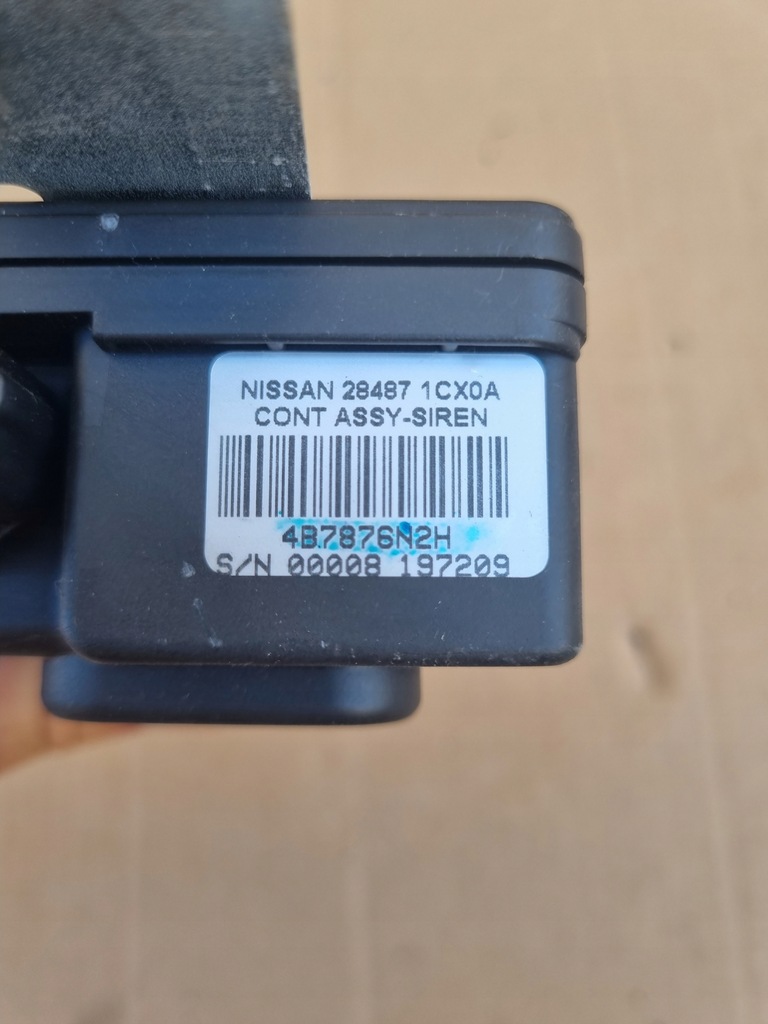 NISSAN 28487 1CX0A
CONT ASSY-SIREN
4B7876N2H
S/N 00008 197209